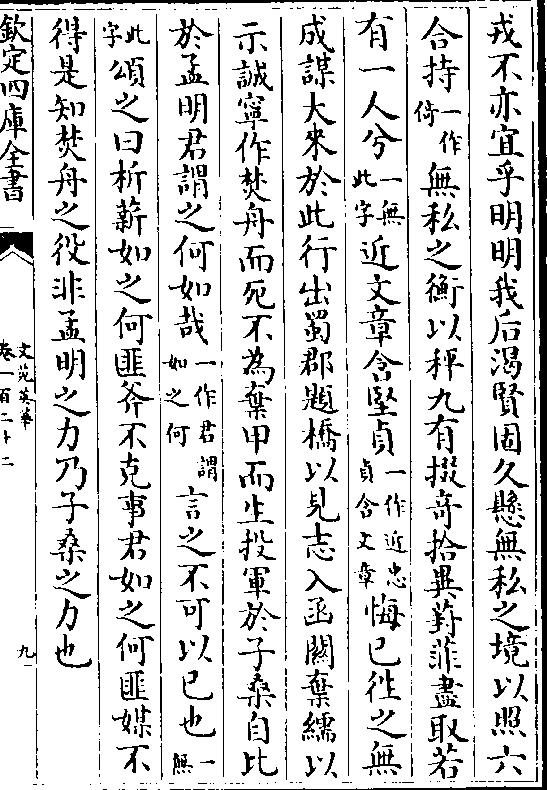 戎不亦宜乎明明我后渴賢固久懸無私之境以照六
合持一作倚無私之衡以秤九有掇奇拾異葑菲盡取若
有一人兮一無此字近文章含堅貞一作近忠貞含文章悔已徃之無
成謀大來於此行出蜀郡題橋以見志入函關棄繻以
示誠寧作焚舟而死不為棄甲而生投軍於子桑自比
於孟明君謂之何如哉一作君謂如之何言之不可以已也一無
此字頌之曰析薪如之何匪斧不克事君如之何匪媒不
得是知焚舟之役非孟明之力乃子桑之力也
欽定四庫全書
文苑英華
卷一百二十二
九